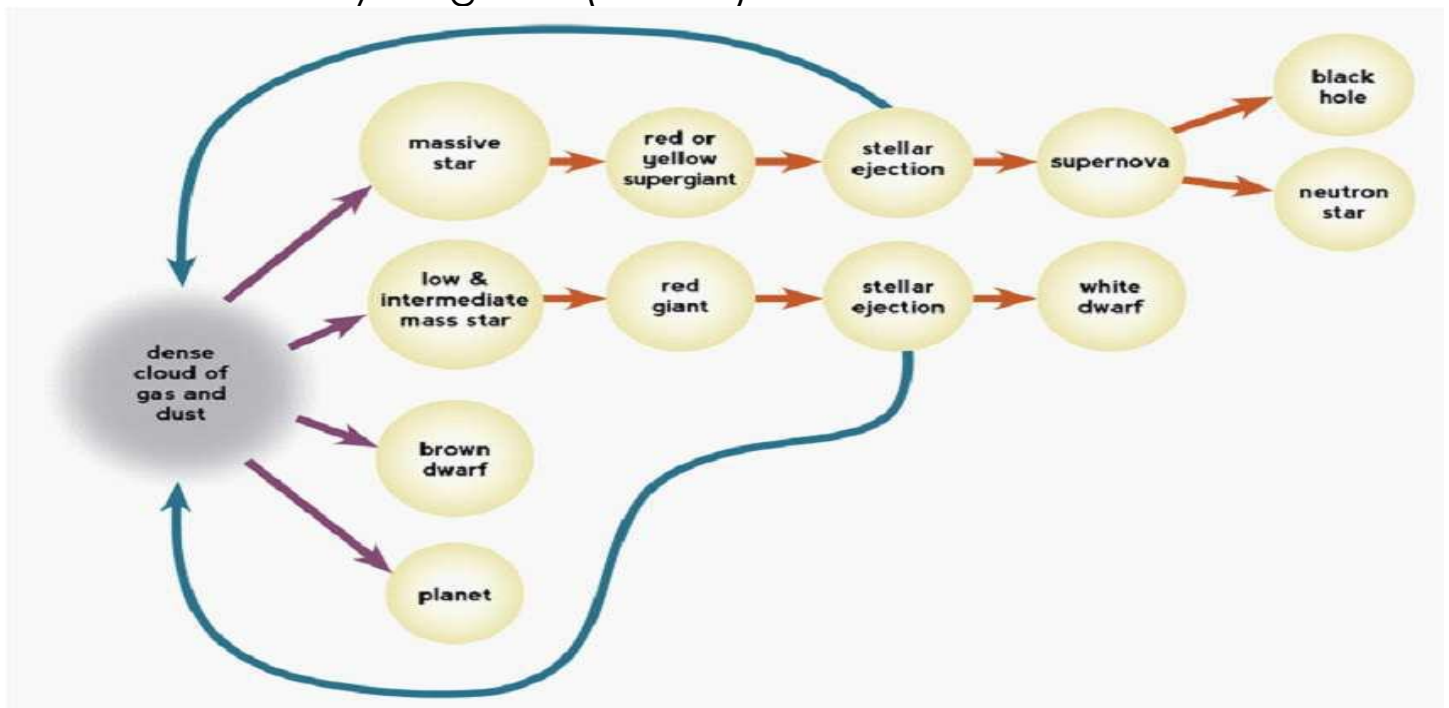 massive
star
red or
yellow
supergiant
stellar
ejection
supernova
black
hole
neutron
star
low &
intermediate
mass star
red
giant
stellar
ejection
white
dwarf
dense
cloud of
gas and
dust
brown
dwarf
planet